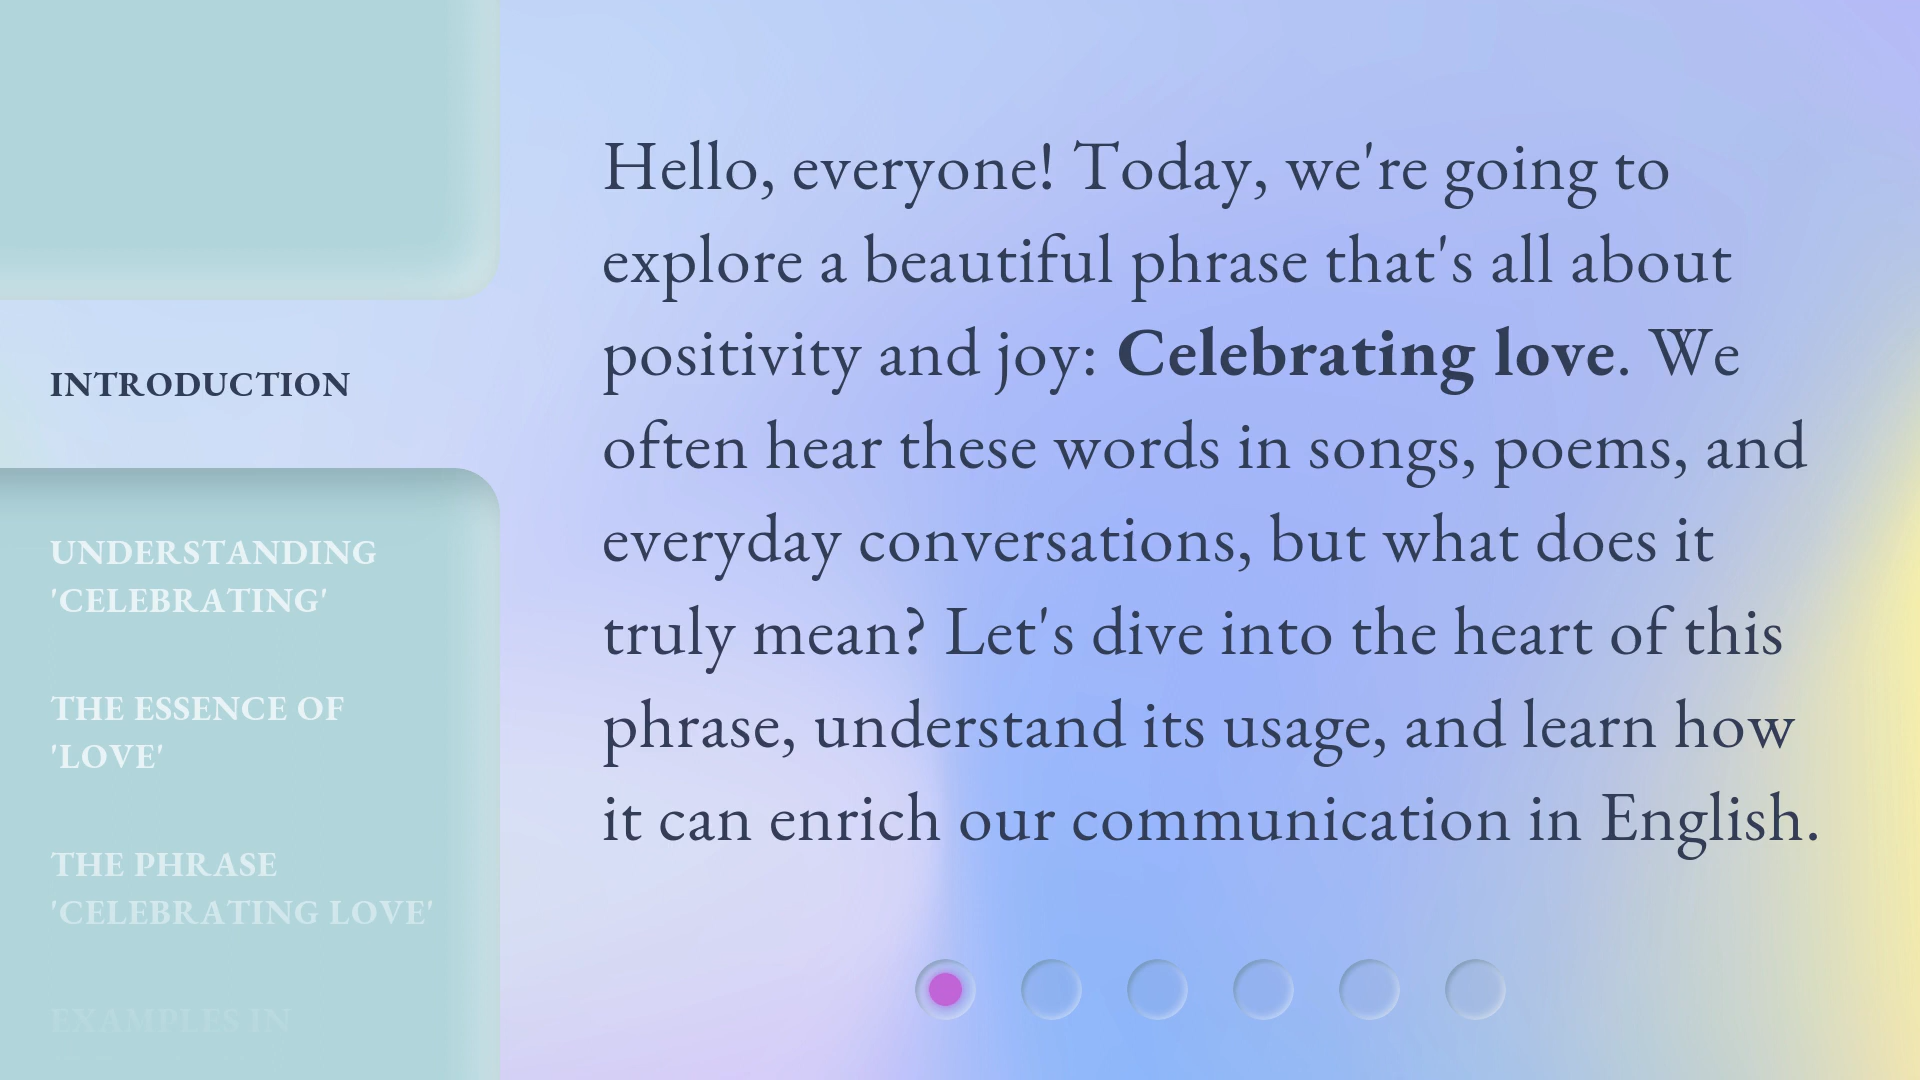 INTRODUCTION
UNDERSTANDING
'CELEBRATING'
THE ESSENCE OF
'LOVE'
THE PHRASE
'CELEBRATING LOVE'
EXAMPLES IN
Hello, everyone! Today, we're going to
explore a beautiful phrase that's all about
positivity and joy: Celebrating love. We
often hear these words in songs, poems, and
everyday conversations, but what does it
truly mean? Let's dive into the heart of this
phrase, understand its usage, and learn how
it can enrich our communication in English.